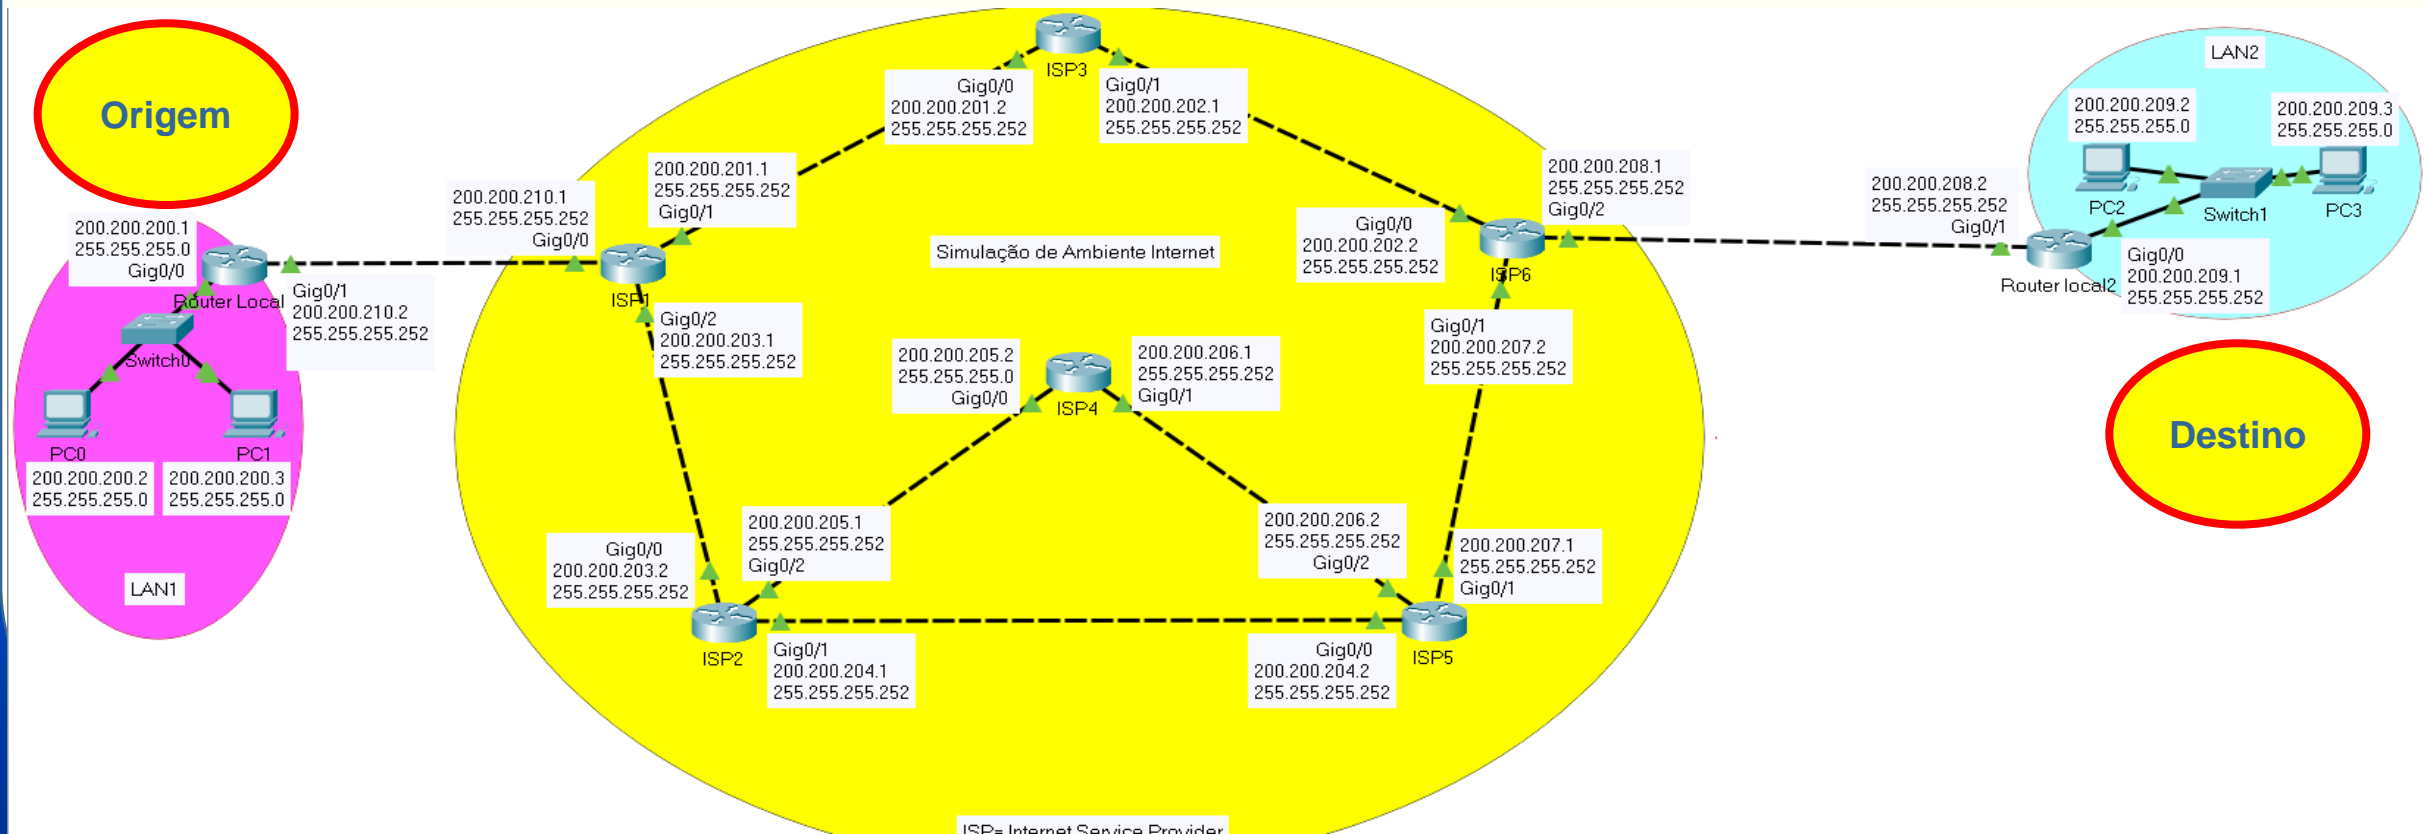 Origem
200.200.200.1
255.255.255.0
Gig0/0
Router Local
Gig0/1
200.200.210.2
255.255.255.252
Switch0
PC0
200.200.200.2
255.255.255.0
PC1
200.200.200.3
255.255.255.0
LAN1
200.200.210.1
255.255.255.252
Gig0/0
200.200.201.1
255.255.255.252
Gig0/1
ISP1
Gig0/2
200.200.203.1
255.255.255.252
ISP3
Gig0/0
200.200.201.2
255.255.255.252
Gig0/1
200.200.202.1
255.255.255.252
Simulação de Ambiente Internet
200.200.205.2
255.255.255.0
Gig0/0
ISP4
200.200.206.1
255.255.255.252
Gig0/1
Gig0/0
200.200.203.2
255.255.255.252
200.200.205.1
255.255.255.252
Gig0/2
ISP2
Gig0/1
200.200.204.1
255.255.255.252
200.200.206.2
255.255.255.252
Gig0/2
200.200.207.1
255.255.255.252
Gig0/1
Gig0/0
200.200.204.2
255.255.255.252
ISP5
Gig0/0
200.200.202.2
255.255.255.252
200.200.208.1
255.255.255.252
Gig0/2
ISP6
Gig0/1
200.200.207.2
255.255.255.252
ISP= Internet Service Provider
200.200.208.2
255.255.255.252
Gig0/1
Router local2
Gig0/0
200.200.209.1
255.255.255.252
LAN2
200.200.209.2
255.255.255.0
PC2
Switch1
200.200.209.3
255.255.255.0
PC3
Destino